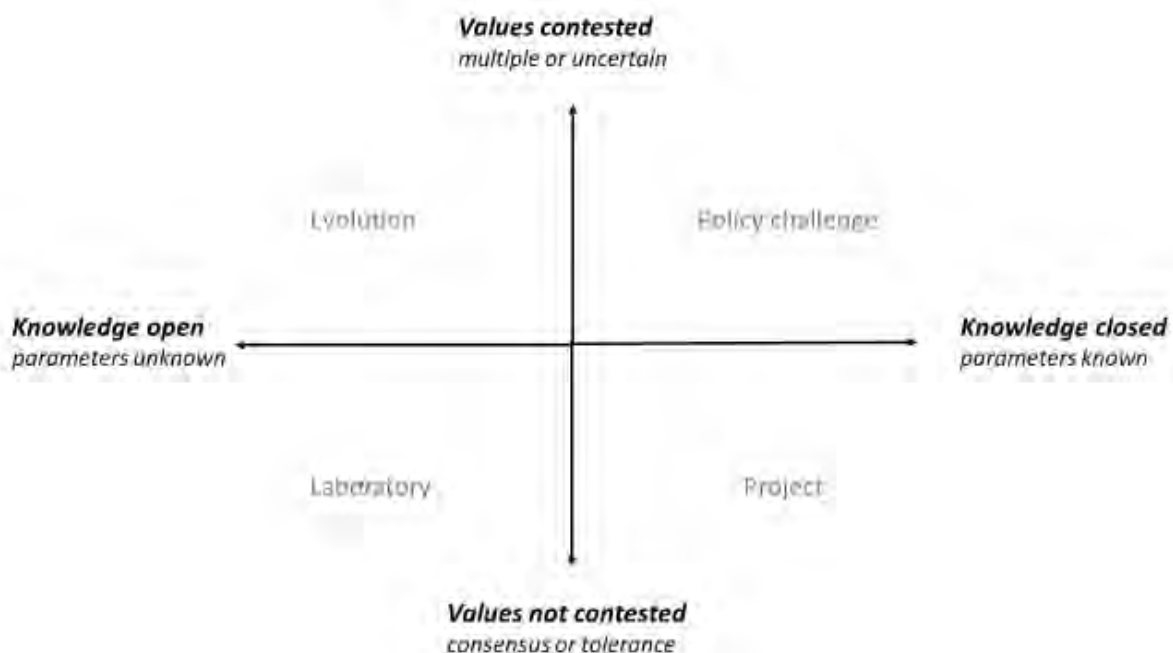 Values contested
multiple or uncertain
Evolution
Policy challenge
Knowledge open
parameters unknown
Knowledge closed
parameters known
Laboratory
Project
Values not contested
consensus or tolerance